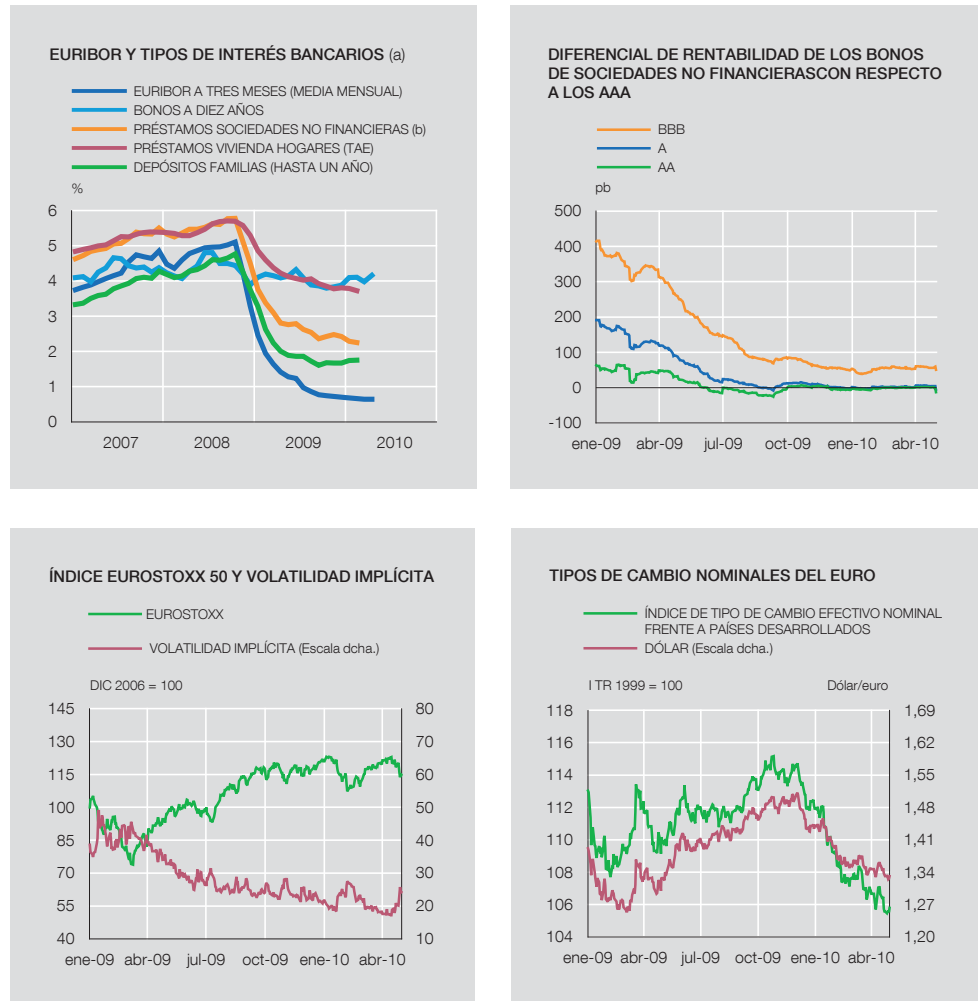 EURIBOR Y TIPOS DE INTERÉS BANCARIOS (a)
EURIBOR A TRES MESES (MEDIA MENSUAL)
BONOS A DIEZ AÑOS
PRÉSTAMOS SOCIEDADES NO FINANCIERAS (b)
PRÉSTAMOS VIVIENDA HOGARES (TAE)
DEPÓSITOS FAMILIAS (HASTA UN AÑO)
%
6
5
4
3
2
1
0
2007 2008 2009 2010
DIFERENCIAL DE RENTABILIDAD DE LOS BONOS
DE SOCIEDADES NO FINANCIERASCON RESPECTO
A LOS AAA
BBB
A
AA
pb
500
400
300
200
100
0
-100
ene-09 abr-09 jul-09 oct-09 ene-10 abr-10
ÍNDICE EUROSTOXX 50 Y VOLATILIDAD IMPLÍCITA
EUROSTOXX
VOLATILIDAD IMPLÍCITA (Escala dcha.)
DIC 2006 = 100
145 80
130 70
115 60
100 50
85 40
70 30
55 20
40 10
ene-09 abr-09 jul-09 oct-09 ene-10 abr-10
TIPOS DE CAMBIO NOMINALES DEL EURO
ÍNDICE DE TIPO DE CAMBIO EFECTIVO NOMINAL
FRENTE A PAÍSES DESARROLLADOS
DÓLAR (Escala dcha.)
I TR 1999 = 100 Dólar/euro
118 1,69
116 1,62
114 1,55
112 1,48
110 1,41
108 1,34
106 1,27
104 1,20
ene-09 abr-09 jul-09 oct-09 ene-10 abr-10